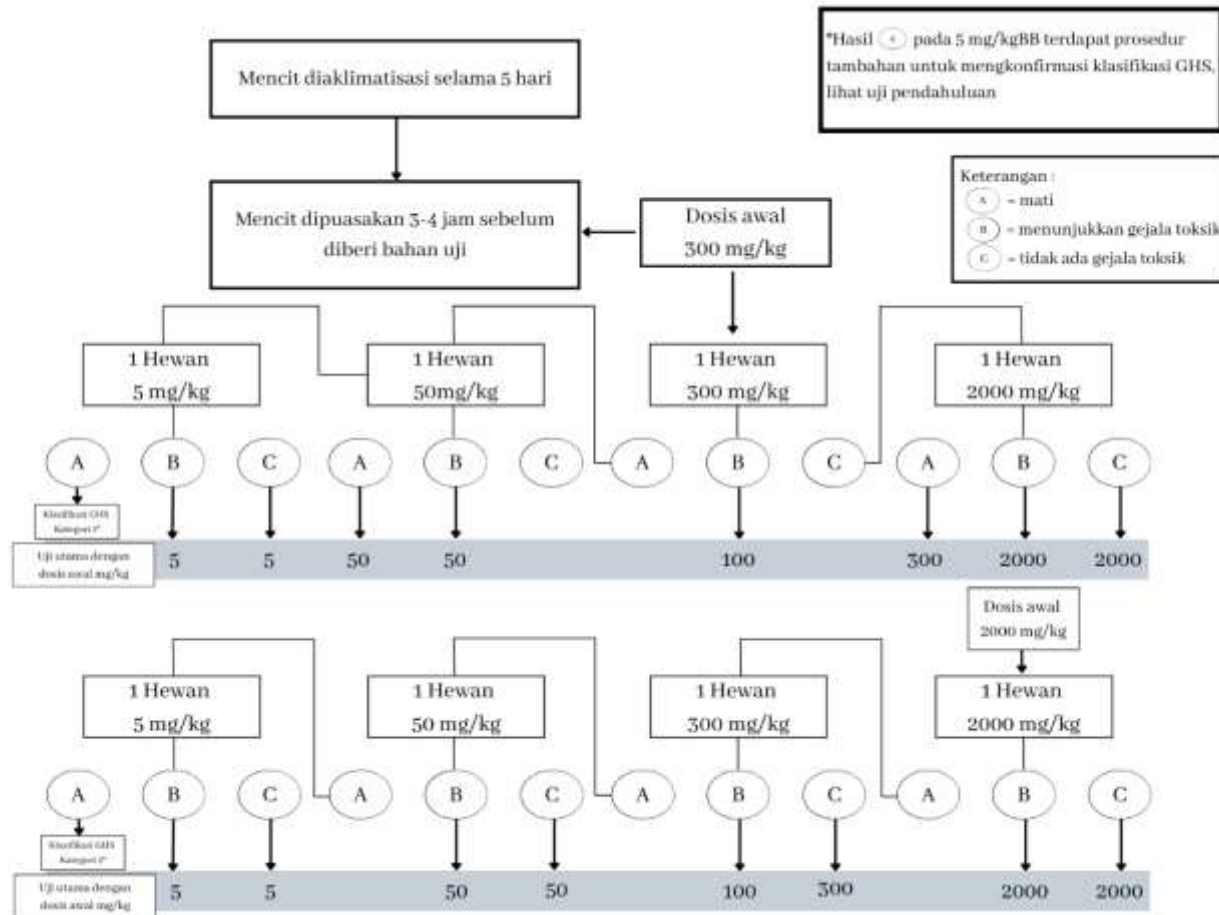 *Hasil A pada 5 mg/kgBB terdapat prosedur
tambahan untuk mengkonfirmasi klasifikasi GHS,
lihat uji pendahuluan
Mencit diaklimatisasi selama 5 hari
Mencit dipuasakan 3-4 jam sebelum
diberi bahan uji
Dosis awal
300 mg/kg
Keterangan :
A = mati
B = menunjukkan gejala toksik
C = tidak ada gejala toksik
1 Hewan
5 mg/kg
1 Hewan
50mg/kg
1 Hewan
300 mg/kg
1 Hewan
2000 mg/kg
A B C A B C A B C A B C
Klasifikasi GHS
Kategori
Uji utama dengan
dosis awal mg/kg
5 5 50 50 100 300 2000 2000
Dosis awal
2000 mg/kg
1 Hewan
5 mg/kg
1 Hewan
50 mg/kg
1 Hewan
300 mg/kg
1 Hewan
2000 mg/kg
A B C A B C A B C A B C
Klasifikasi GHS
Kategori
Uji utama dengan
dosis awal mg/kg
5 5 50 50 100 300 2000 2000